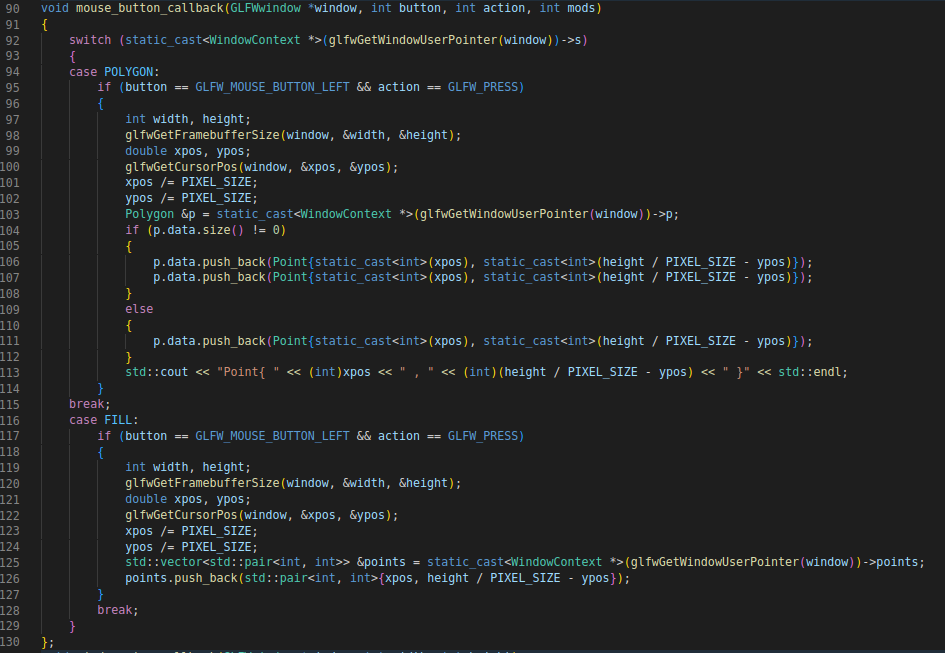 90 void mouse_button_callback(GLFWwindow *window, int button, int action, int mods)
91 {
92     switch (static_cast<WindowContext *>(glfwGetWindowUserPointer(window))->s)
93     {
94     case POLYGON:
95         if (button == GLFW_MOUSE_BUTTON_LEFT && action == GLFW_PRESS)
96         {
97             int width, height;
98             glfwGetFramebufferSize(window, &width, &height);
99             double xpos, ypos;
100             glfwGetCursorPos(window, &xpos, &ypos);
101             xpos /= PIXEL_SIZE;
102             ypos /= PIXEL_SIZE;
103             Polygon &p = static_cast<WindowContext *>(glfwGetWindowUserPointer(window))->p;
104             if (p.data.size() != 0)
105             {
106                 p.data.push_back(Point{static_cast<int>(xpos), static_cast<int>(height / PIXEL_SIZE - ypos)});
107                 p.data.push_back(Point{static_cast<int>(xpos), static_cast<int>(height / PIXEL_SIZE - ypos)});
108             }
109             else
110             {
111                 p.data.push_back(Point{static_cast<int>(xpos), static_cast<int>(height / PIXEL_SIZE - ypos)});
112             }
113             std::cout << "Point{ " << (int)xpos << " , " << (int)(height / PIXEL_SIZE - ypos) << " }" << std::endl;
114         }
115     break;
116     case FILL:
117         if (button == GLFW_MOUSE_BUTTON_LEFT && action == GLFW_PRESS)
118         {
119             int width, height;
120             glfwGetFramebufferSize(window, &width, &height);
121             double xpos, ypos;
122             glfwGetCursorPos(window, &xpos, &ypos);
123             xpos /= PIXEL_SIZE;
124             ypos /= PIXEL_SIZE;
125             std::vector<std::pair<int, int>> &points = static_cast<WindowContext *>(glfwGetWindowUserPointer(window))->points;
126             points.push_back(std::pair<int, int>{xpos, height / PIXEL_SIZE - ypos});
127         }
128         break;
129     }
130 };